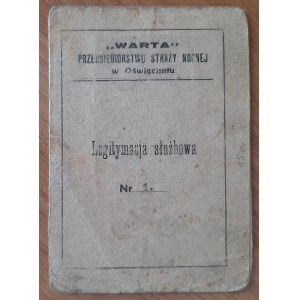 „WARTA”
PRZEDSIĘBIORSTWO STRAŻY NOCNEJ
w Oświęcimiu
Legitymacja służbowa
Nr 1.